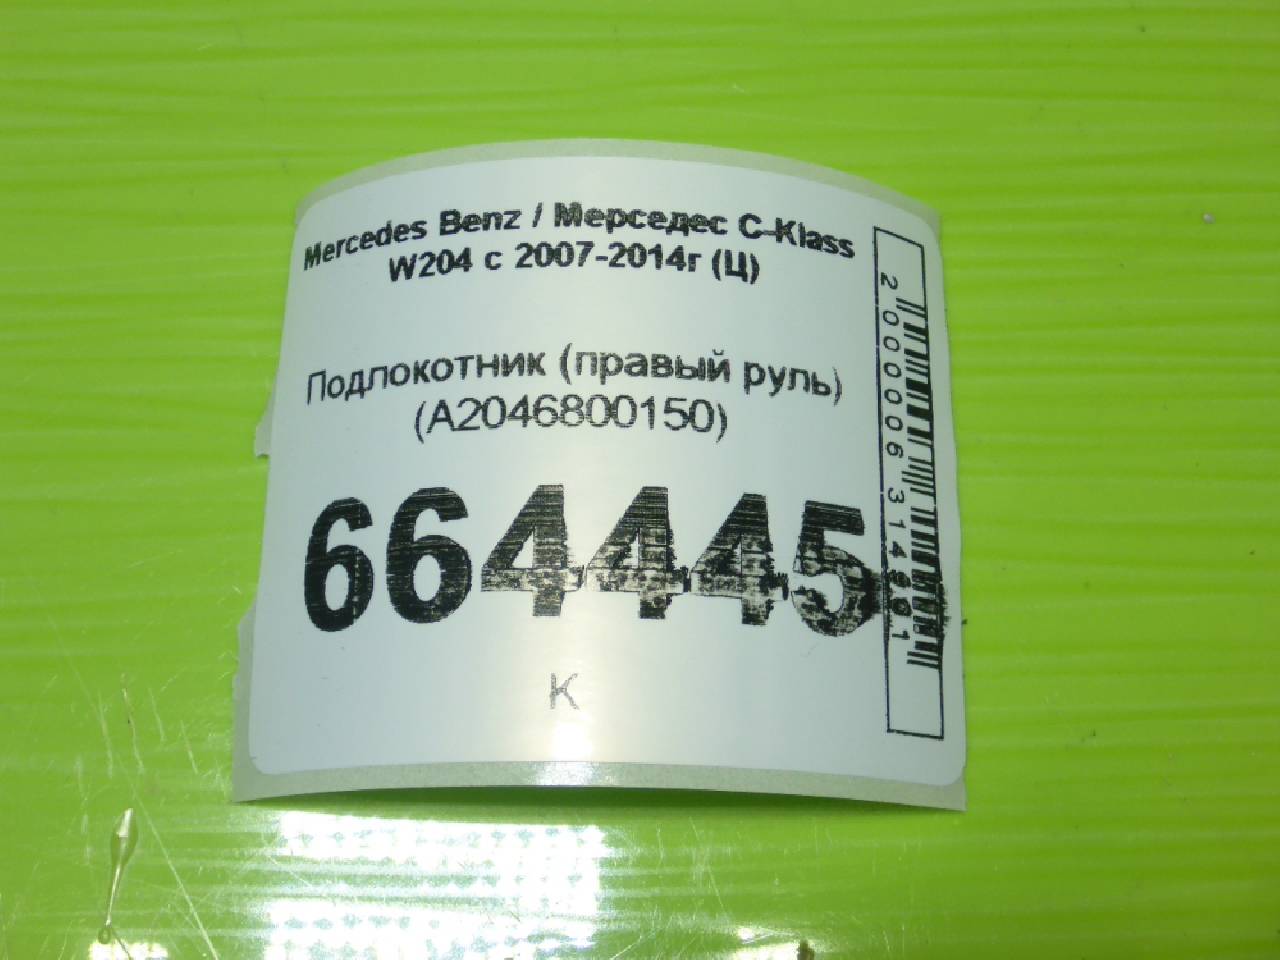 Mercedes Benz / Мерседес C-Klass
W204 с 2007-2014г (Ц)
Подлокотник (правый руль)
(A2046800150)
664445
К